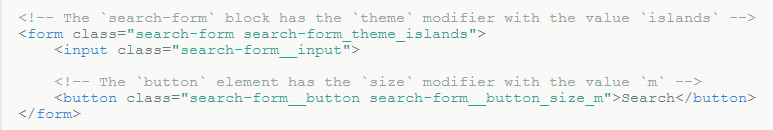 <!-- The `search-form` block has the `theme` modifier with the value `islands` -->
<form class="search-form search-form_theme_islands">
    <input class="search-form__input">

    <!-- The `button` element has the `size` modifier with the value `m` -->
    <button class="search-form__button search-form__button_size_m">Search</button>
</form>